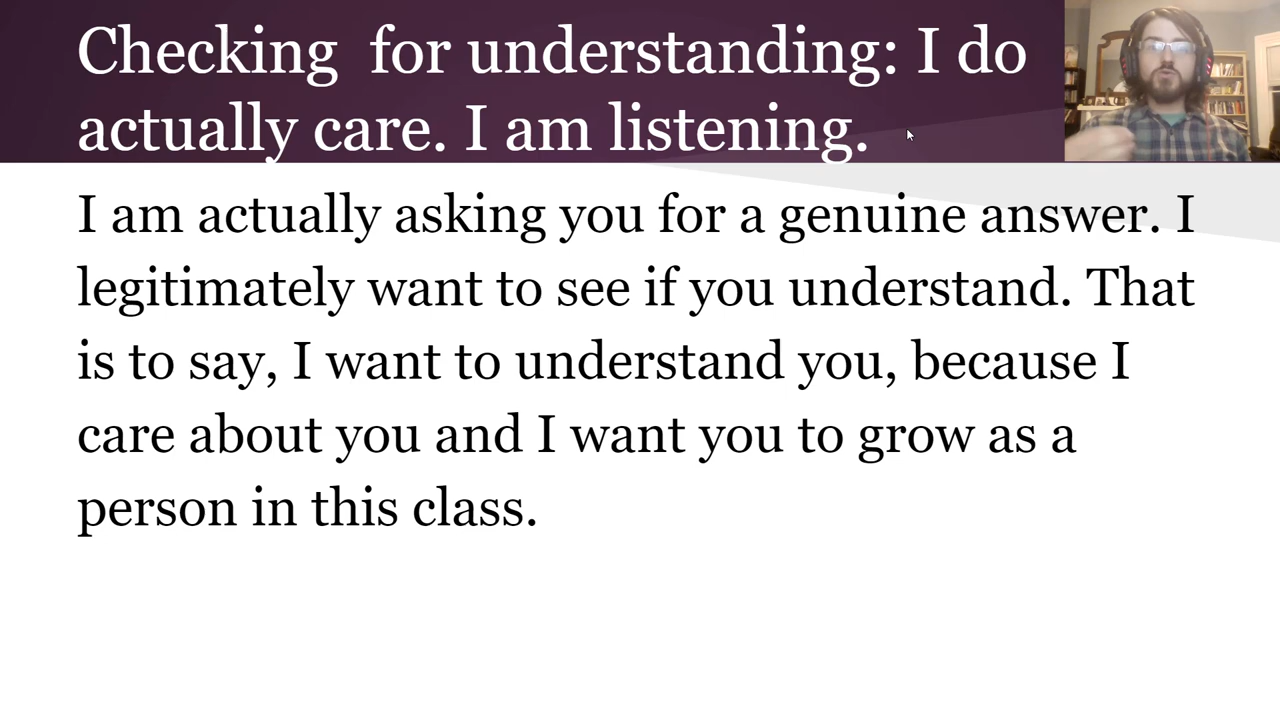 Checking  for understanding: I do
actually care. I am listening.
I am actually asking you for a genuine answer. I
legitimately want to see if you understand. That
is to say, I want to understand you, because I
care about you and I want you to grow as a
person in this class.